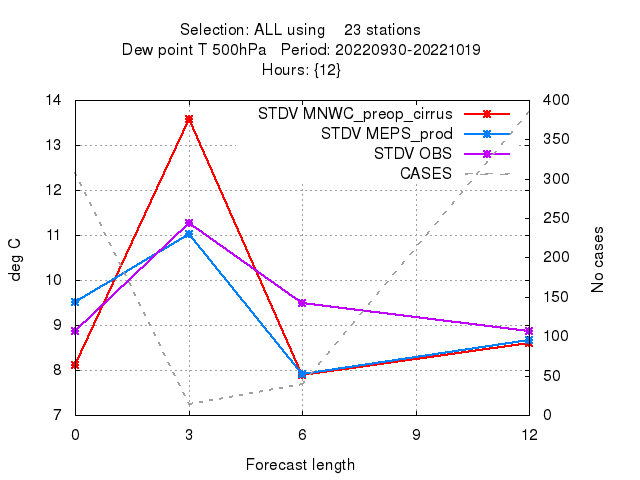 Selection: ALL using 23 stations
Dew point T 500hPa Period: 20220930-20221019
Hours: {12}
STDV MNWC_preop_cirrus
STDV MEPS_prod
STDV OBS
CASES
deg C
14
13
12
11
10
9
8
7
400
350
300
250
200
150
100
50
0
No cases
0 3 6 9 12
Forecast length